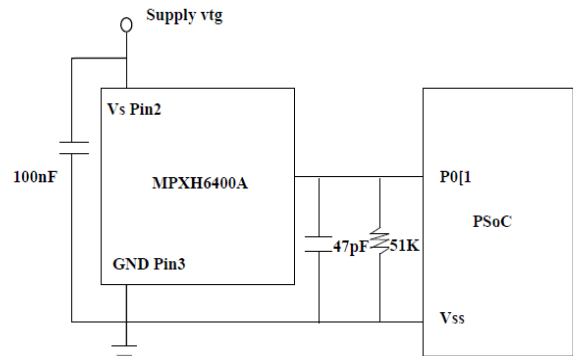 Supply vtg
Vs Pin2
100nF
MPXH6400A
P0[1
PSoC
47pF
51K
GND Pin3
Vss